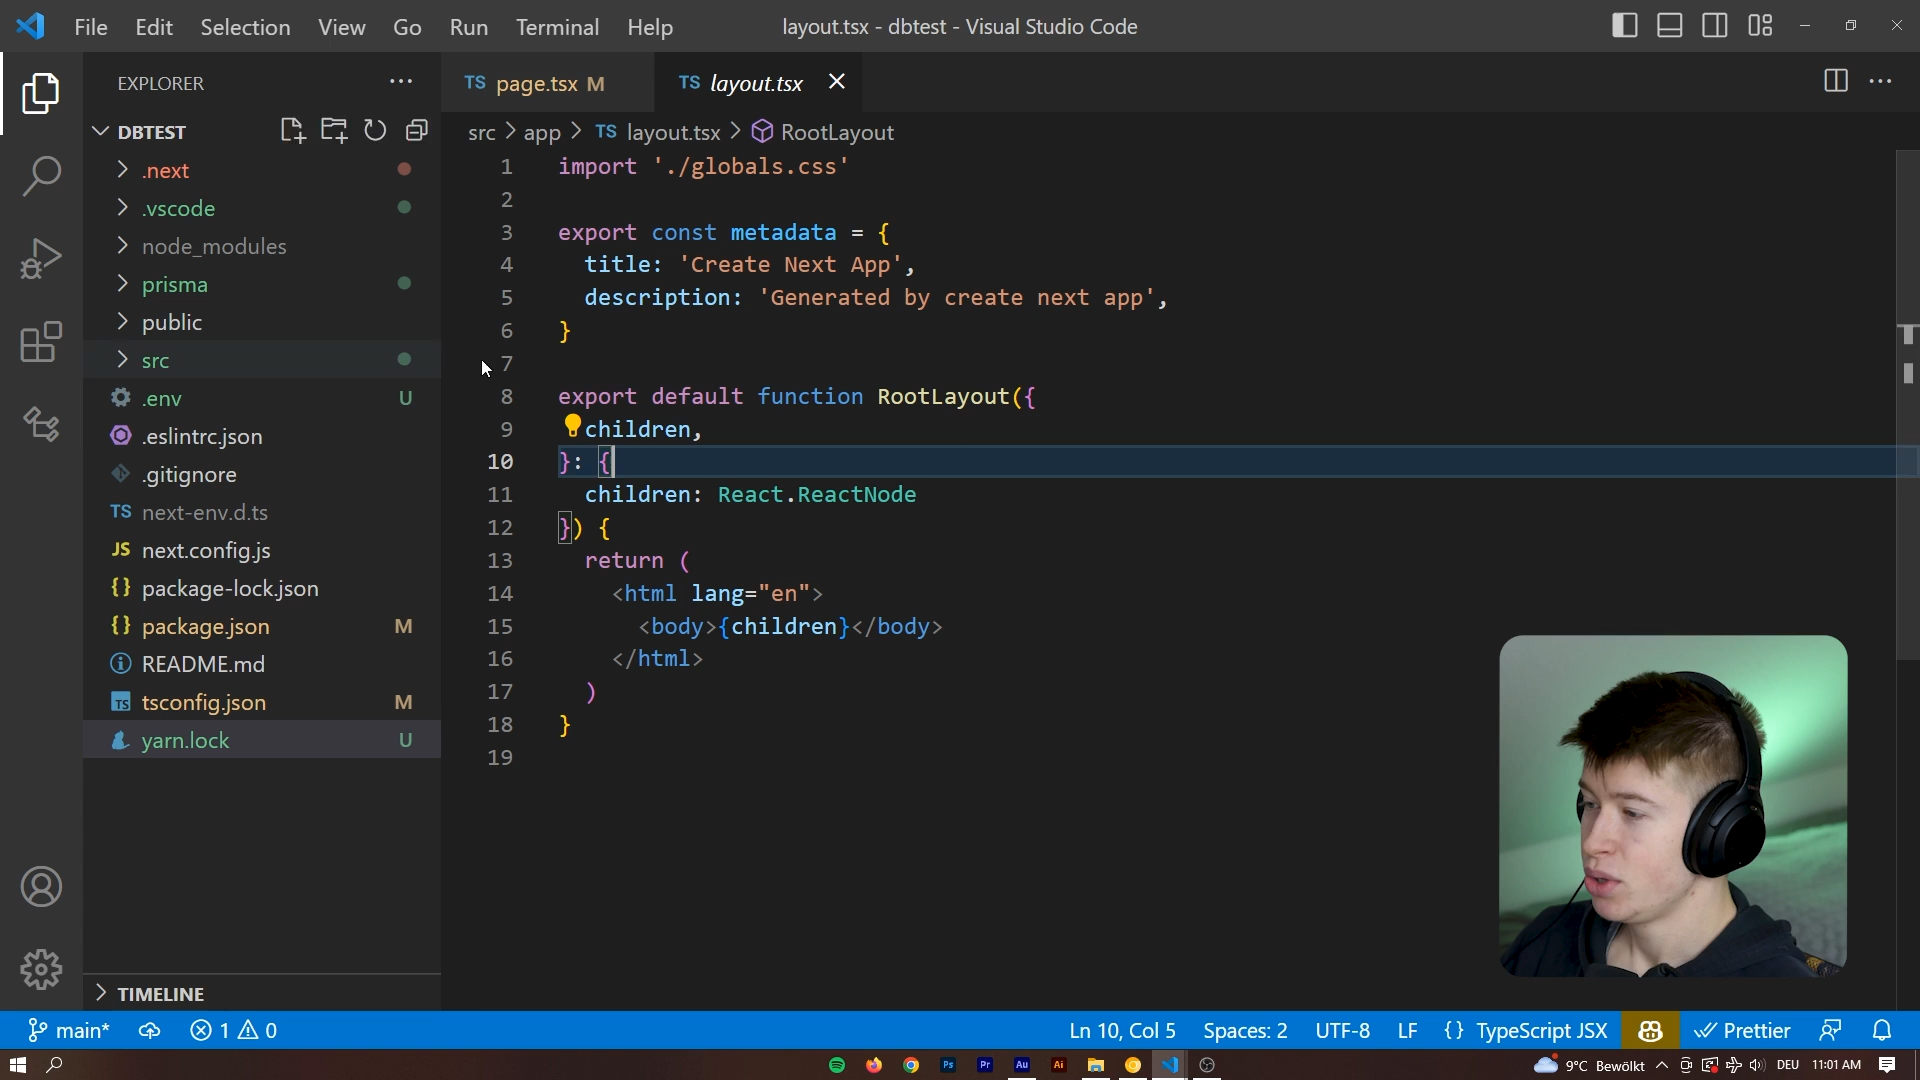 File Edit Selection View Go Run Terminal Help
layout.tsx - dbtest - Visual Studio Code
EXPLORER
DBTEST
.next
.vscode
node_modules
prisma
public
src
.env U
.eslintrc.json
.gitignore
TS next-env.d.ts
JS next.config.js
{} package-lock.json
{} package.json M
README.md
TS tsconfig.json M
yarn.lock U
TIMELINE
TS page.tsx M
TS layout.tsx
src > app > TS layout.tsx > RootLayout
1 import './globals.css'
2
3 export const metadata = {
4 title: 'Create Next App',
5 description: 'Generated by create next app',
6 }
7
8 export default function RootLayout({
9 children,
10 }: {
11 children: React.ReactNode
12 }) {
13 return (
14 <html lang="en">
15 <body>{children}</body>
16 </html>
17 )
18 }
19
main* 1 0
Ln 10, Col 5 Spaces: 2 UTF-8 LF {} TypeScript JSX Prettier
Ps Pr Au Ai
9°C Bewölkt DEU 11:01 AM